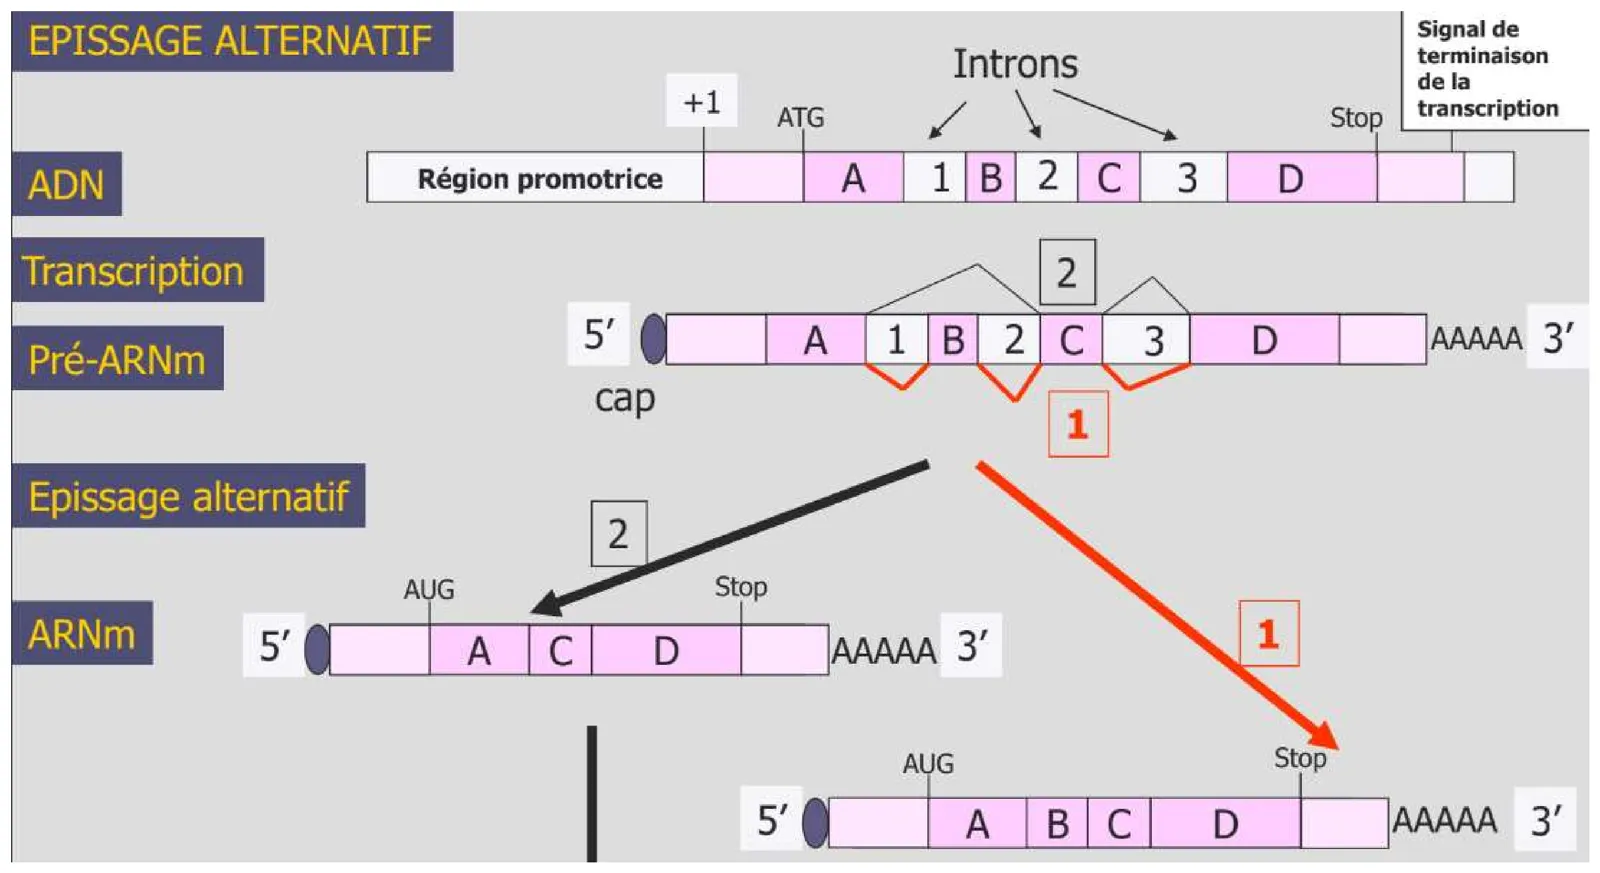 EPISSAGE ALTERNATIF
Signal de
terminaison
de la
transcription
Introns
+1
ATG
Stop
ADN
Région promotrice
A 1 B 2 C 3 D
Transcription
2
5’
A 1 B 2 C 3 D
AAAAA 3’
Pré-ARNm
cap
1
Epissage alternatif
2
AUG
Stop
ARNm
5’
A C D
AAAAA 3’
1
AUG
Stop
5’
A B C D
AAAAA 3’